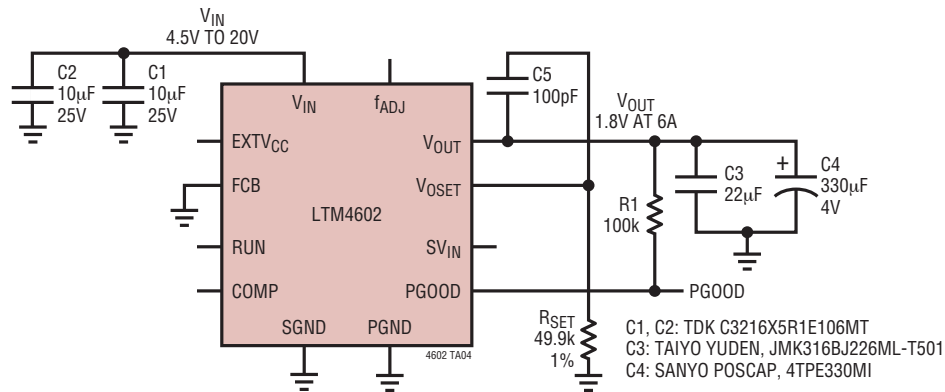 VIN
4.5V TO 20V
C2
10μF
25V
C1
10μF
25V
C5
100pF
VOUT
1.8V AT 6A
VIN
fADJ
EXTVCC
VOUT
FCB
VOSET
LTM4602
RUN
SVIN
COMP
PGOOD
SGND
PGND
4602 TA04
R1
100k
C3
22μF
+
C4
330μF
4V
PGOOD
RSET
49.9k
1%
C1, C2: TDK C3216X5R1E106MT
C3: TAIYO YUDEN, JMK316BJ226ML-T501
C4: SANYO POSCAP, 4TPE330MI